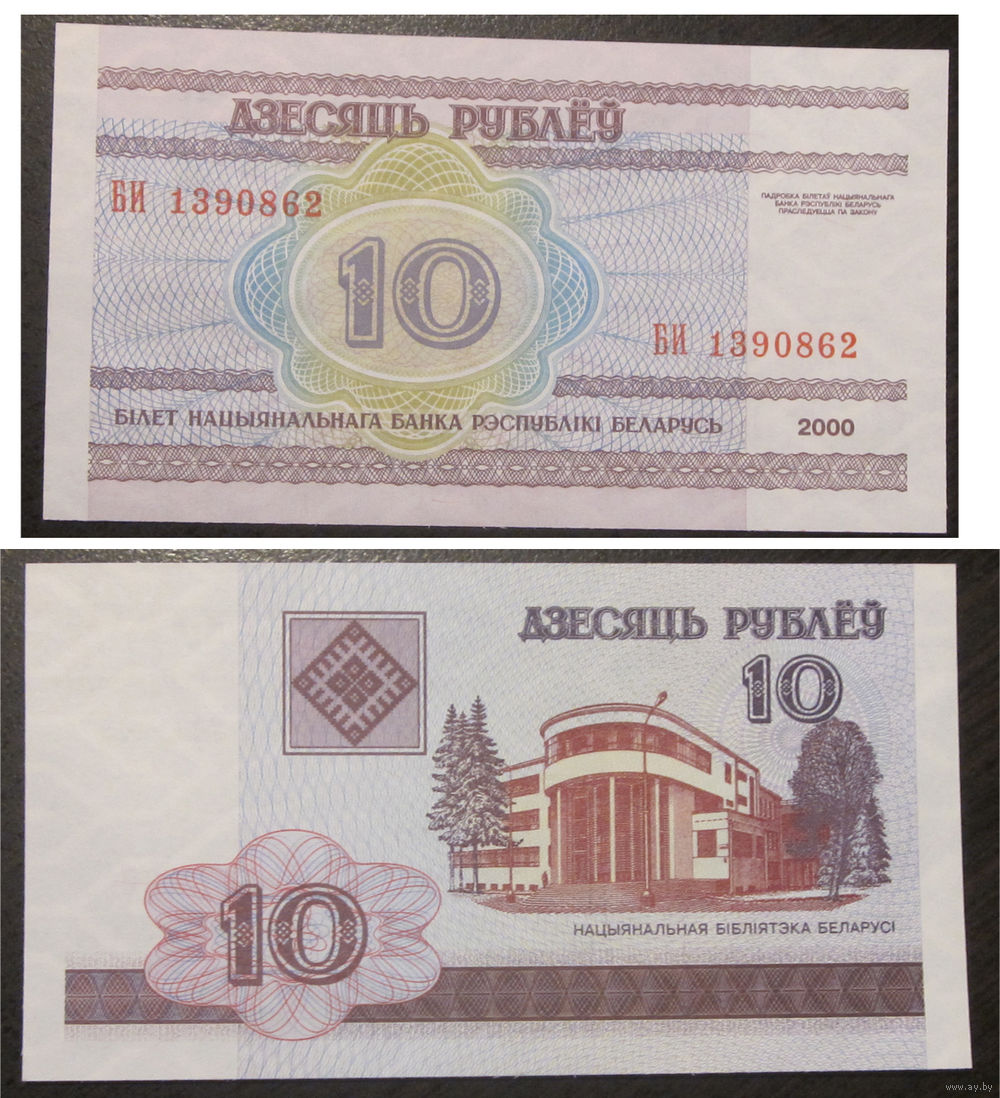 ДЗЕСЯЦЬ РУБЛЁЎ
БИ 1390862
ПАДРОБКА БІЛЕТАЎ НАЦЫЯНАЛЬНАГА
БАНКА РЭСПУБЛІКІ БЕЛАРУСЬ
ПРАСЛЕДУЕЦЦА ПА ЗАКОНУ
10
БИ 1390862
БІЛЕТ НАЦЫЯНАЛЬНАГА БАНКА РЭСПУБЛІКІ БЕЛАРУСЬ
2000
ДЗЕСЯЦЬ РУБЛЁЎ
10
НАЦЫЯНАЛЬНАЯ БІБЛІЯТЭКА БЕЛАРУСІ
10
www.ay.by